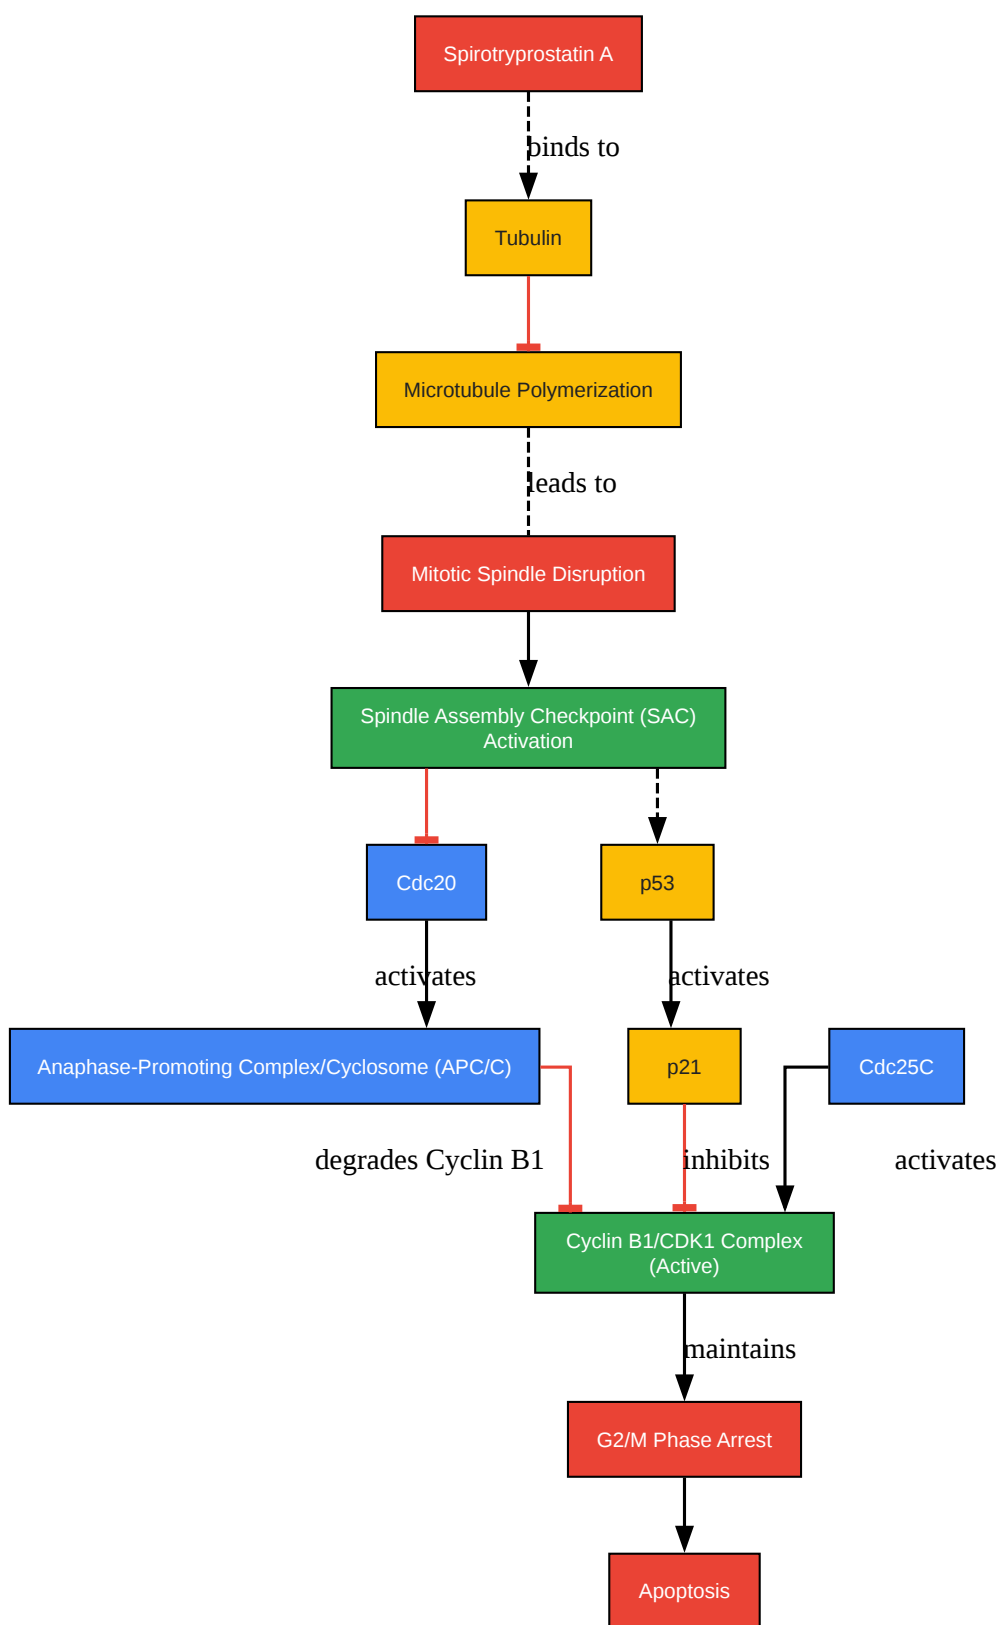 Spirotryprostatin A
binds to
Tubulin
Microtubule Polymerization
leads to
Mitotic Spindle Disruption
Spindle Assembly Checkpoint (SAC)
Activation
Cdc20
p53
activates
activates
Anaphase-Promoting Complex/Cyclosome (APC/C)
p21
Cdc25C
degrades Cyclin B1
inhibits
activates
Cyclin B1/CDK1 Complex
(Active)
maintains
G2/M Phase Arrest
Apoptosis